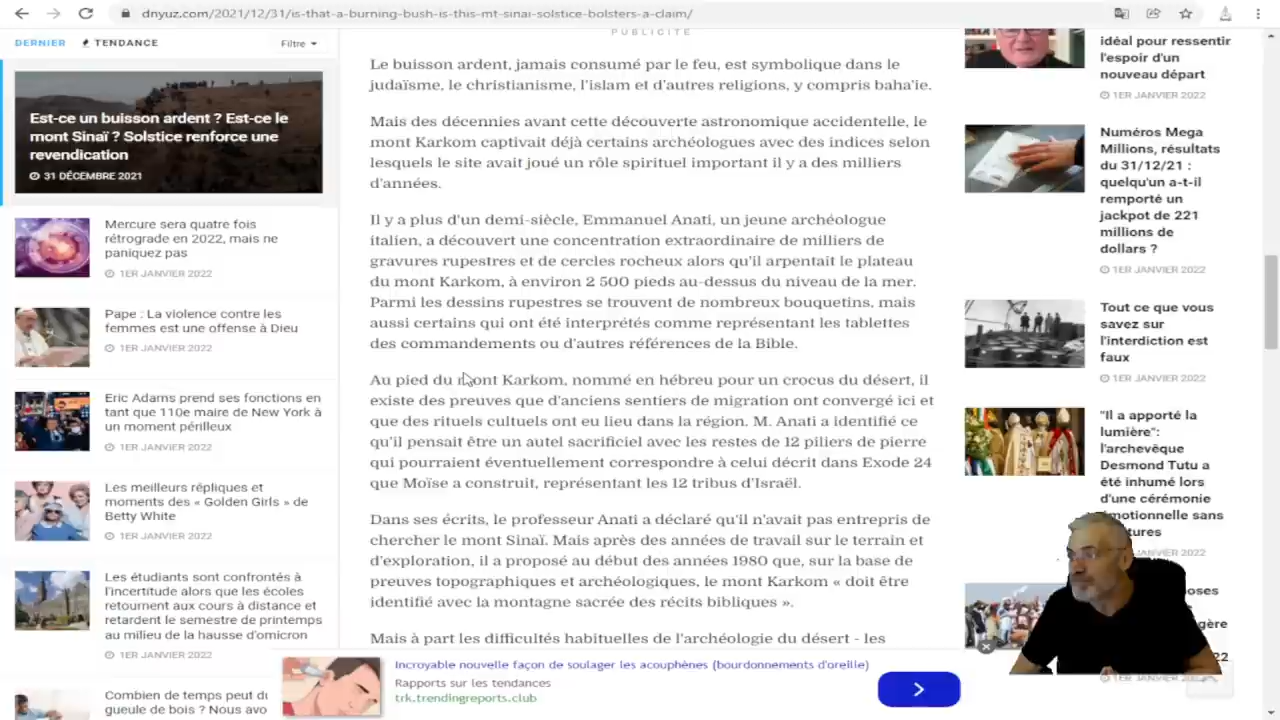 dnyuz.com/2021/12/31/is-that-a-burning-bush-is-this-mt-sinai-solstice-bolsters-a-claim/
DERNIER
TENDANCE
Filtre
Est-ce un buisson ardent ? Est-ce le
mont Sinaï ? Solstice renforce une
revendication
31 DÉCEMBRE 2021
Mercure sera quatre fois
rétrograde en 2022, mais ne
paniquez pas
1ER JANVIER 2022
Pape : La violence contre les
femmes est une offense à Dieu
1ER JANVIER 2022
Eric Adams prend ses fonctions en
tant que 110e maire de New York à
un moment périlleux
1ER JANVIER 2022
Les meilleurs répliques et
moments des « Golden Girls » de
Betty White
1ER JANVIER 2022
Les étudiants sont confrontés à
l'incertitude alors que les écoles
retournent aux cours à distance et
retardent le semestre de printemps
au milieu de la hausse d'omicron
1ER JANVIER 2022
Combien de temps peut du
gueule de bois ? Nous avo
PUBLICITÉ
Le buisson ardent, jamais consumé par le feu, est symbolique dans le
judaïsme, le christianisme, l'islam et d'autres religions, y compris baha'ie.
Mais des décennies avant cette découverte astronomique accidentelle, le
mont Karkom captivait déjà certains archéologues avec des indices selon
lesquels le site avait joué un rôle spirituel important il y a des milliers
d'années.
Il y a plus d'un demi-siècle, Emmanuel Anati, un jeune archéologue
italien, a découvert une concentration extraordinaire de milliers de
gravures rupestres et de cercles rocheux alors qu'il arpentait le plateau
du mont Karkom, à environ 2 500 pieds au-dessus du niveau de la mer.
Parmi les dessins rupestres se trouvent de nombreux bouquetins, mais
aussi certains qui ont été interprétés comme représentant les tablettes
des commandements ou d'autres références de la Bible.
Au pied du mont Karkom, nommé en hébreu pour un crocus du désert, il
existe des preuves que d'anciens sentiers de migration ont convergé ici et
que des rituels cultuels ont eu lieu dans la région. M. Anati a identifié ce
qu'il pensait être un autel sacrificiel avec les restes de 12 piliers de pierre
qui pourraient éventuellement correspondre à celui décrit dans Exode 24
que Moïse a construit, représentant les 12 tribus d'Israël.
Dans ses écrits, le professeur Anati a déclaré qu'il n'avait pas entrepris de
chercher le mont Sinaï. Mais après des années de travail sur le terrain et
d'exploration, il a proposé au début des années 1980 que, sur la base de
preuves topographiques et archéologiques, le mont Karkom « doit être
identifié avec la montagne sacrée des récits bibliques ».
Mais à part les difficultés habituelles de l'archéologie du désert - les
Incroyable nouvelle façon de soulager les acouphènes (bourdonnements d'oreille)
Rapports sur les tendances
trk.trendingreports.club
idéal pour ressentir
l'espoir d'un
nouveau départ
1ER JANVIER 2022
Numéros Mega
Millions, résultats
du 31/12/21 :
quelqu'un a-t-il
remporté un
jackpot de 221
millions de
dollars ?
1ER JANVIER 2022
Tout ce que vous
savez sur
l'interdiction est
faux
1ER JANVIER 2022
"Il a apporté la
lumière":
l'archevêque
Desmond Tutu a
été inhumé lors
d'une cérémonie
émotionnelle sans
JANVIER 2022
1ER JANVIER 2022